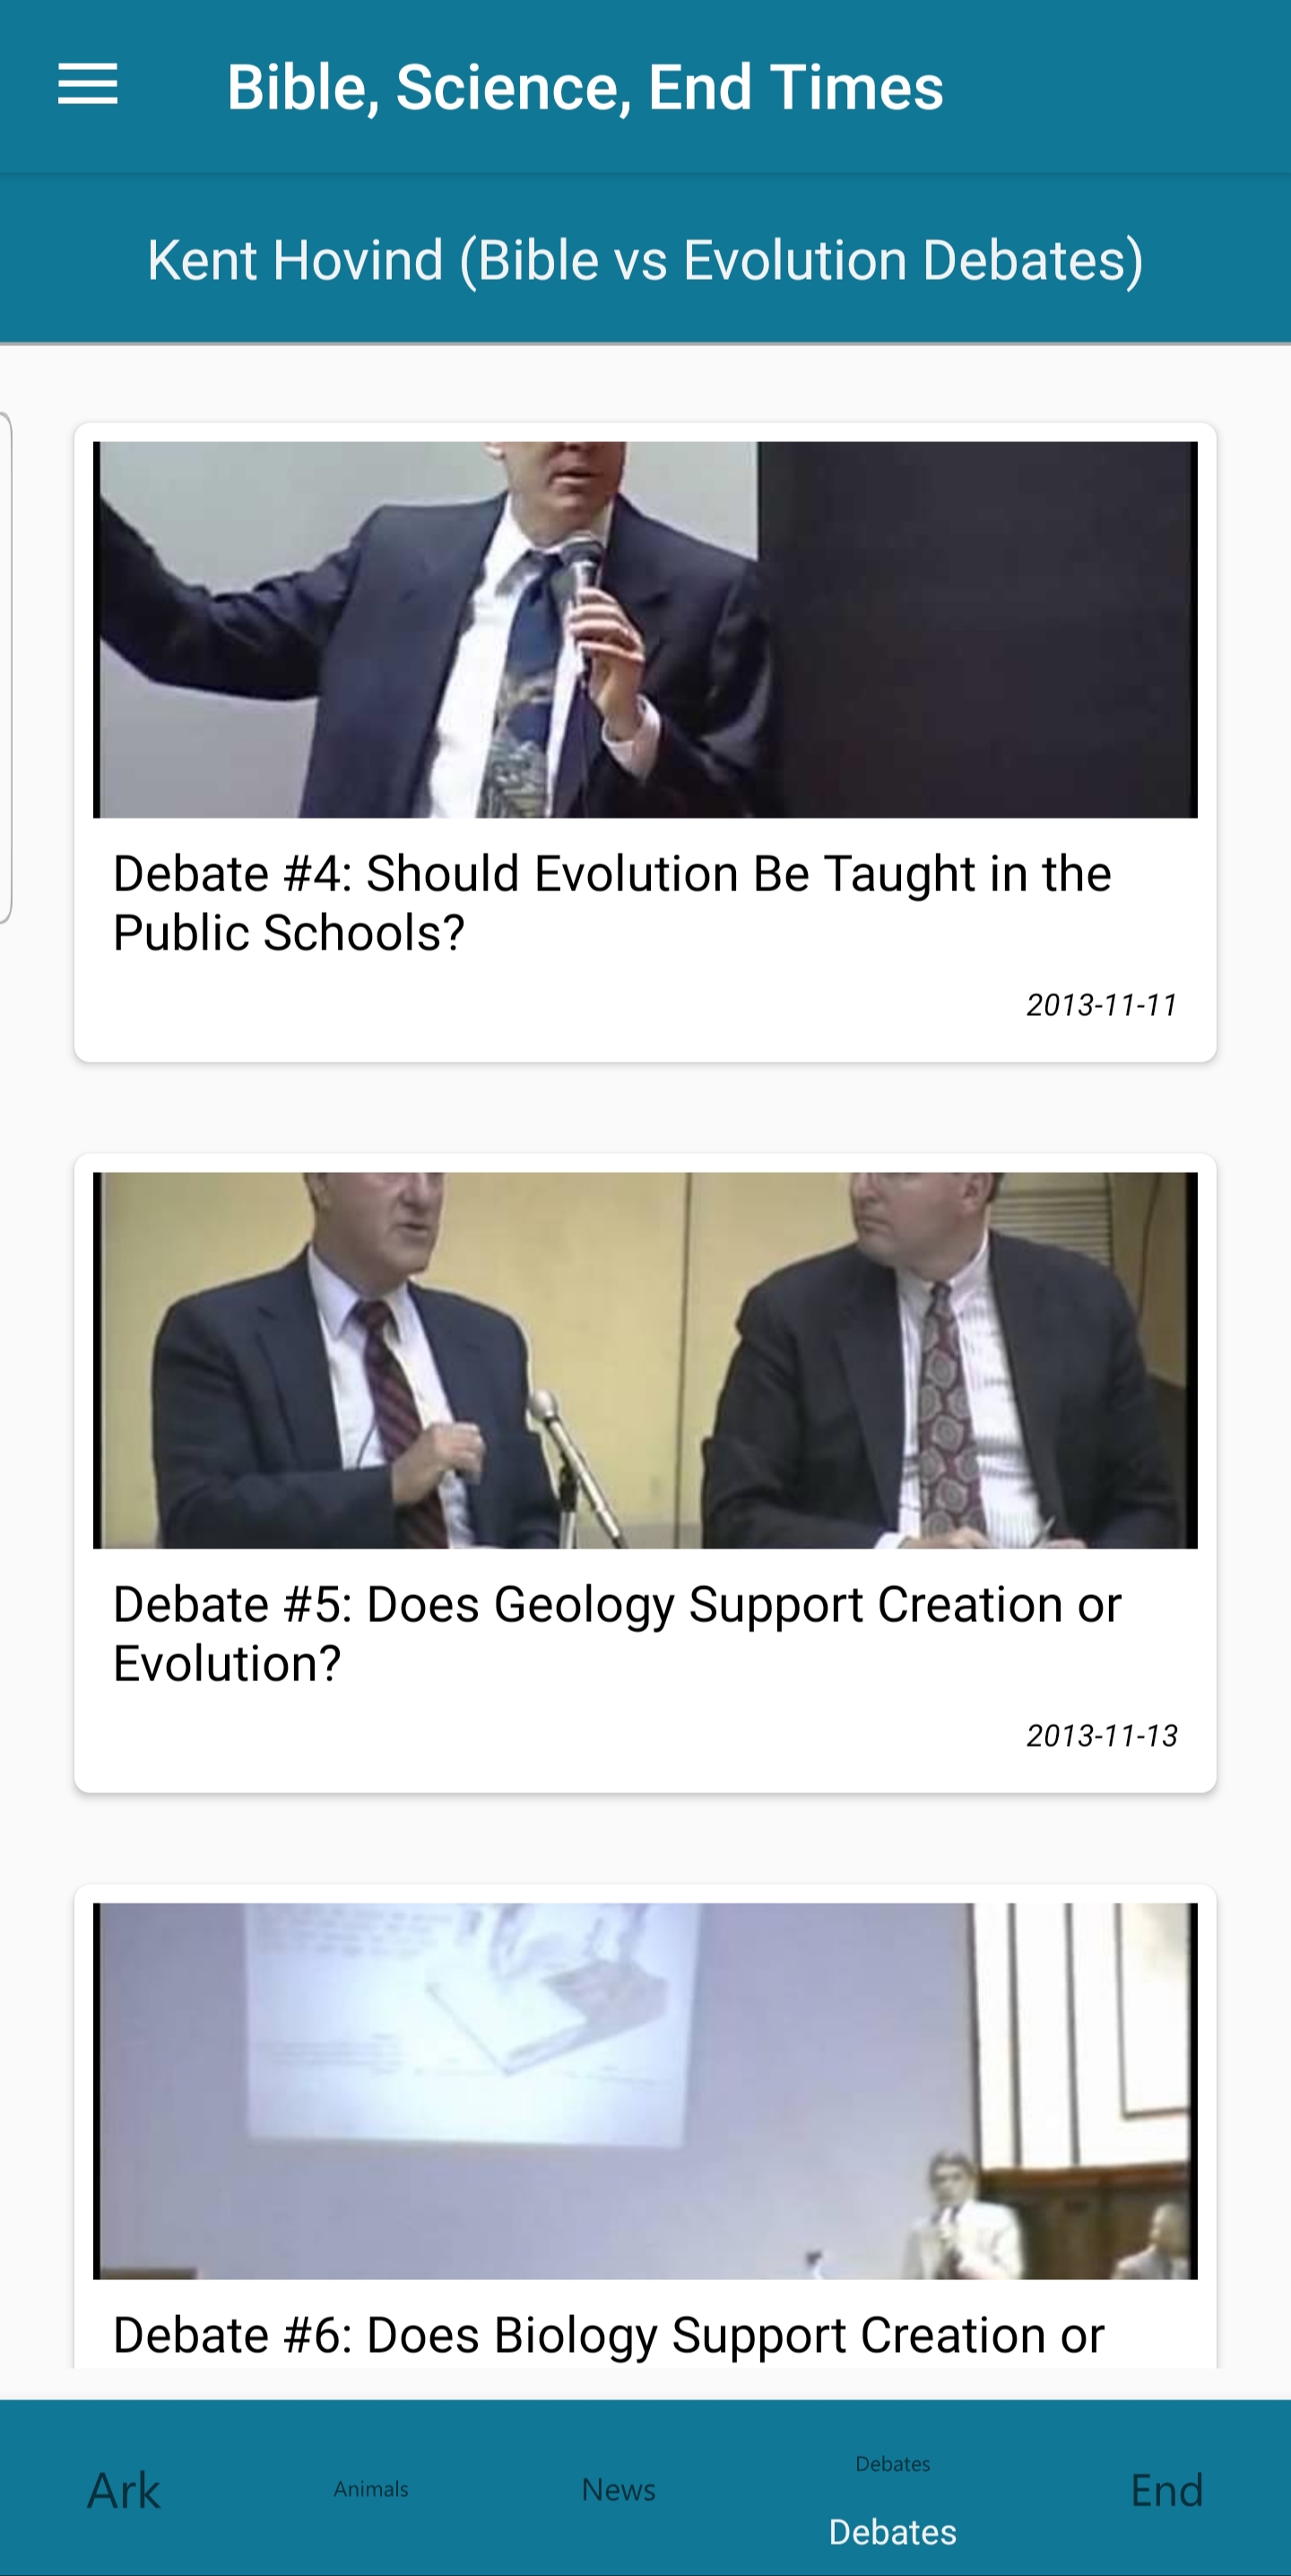 Bible, Science, End Times
Kent Hovind (Bible vs Evolution Debates)
Debate #4: Should Evolution Be Taught in the
Public Schools?
2013-11-11
Debate #5: Does Geology Support Creation or
Evolution?
2013-11-13
Debate #6: Does Biology Support Creation or
Ark
Animals
News
Debates
Debates
End